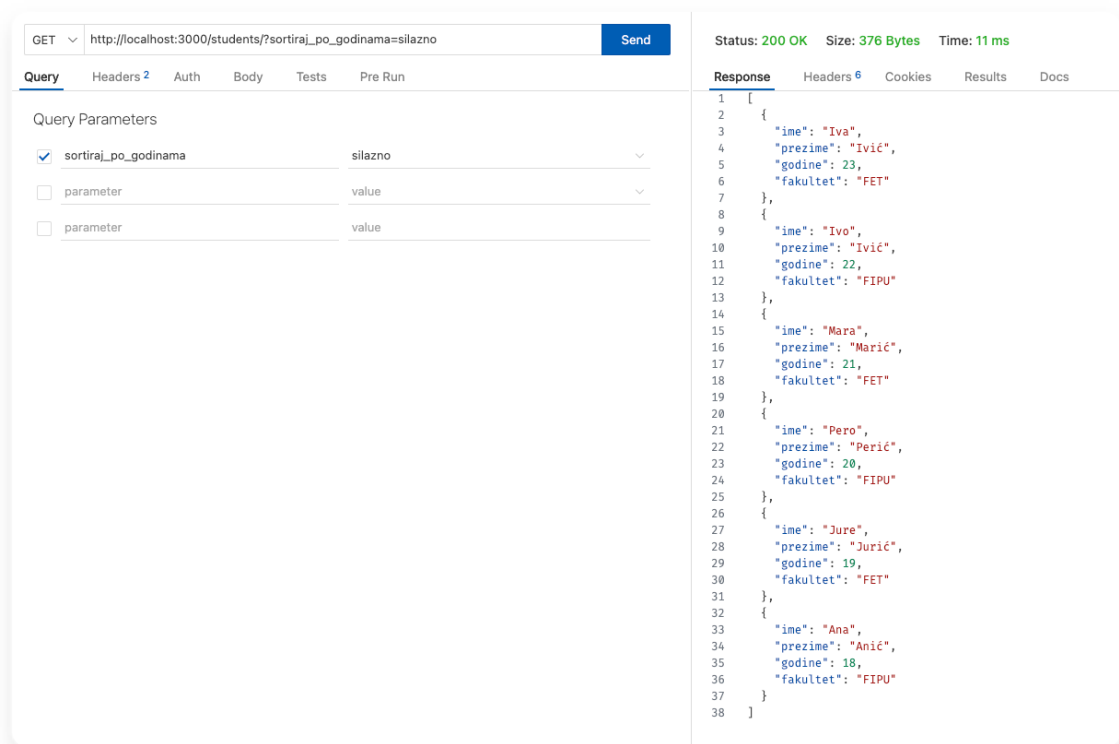 GET
http://localhost:3000/students/?sortiraj_po_godinama=silazno
Send
Query
Headers 2
Auth
Body
Tests
Pre Run
Query Parameters
sortiraj_po_godinama
silazno
parameter
value
parameter
value
Status: 200 OK Size: 376 Bytes Time: 11 ms
Response
Headers 6
Cookies
Results
Docs
1 [
2 {
3 "ime": "Iva",
4 "prezime": "Ivić",
5 "godine": 23,
6 "fakultet": "FET"
7 },
8 {
9 "ime": "Ivo",
10 "prezime": "Ivić",
11 "godine": 22,
12 "fakultet": "FIPU"
13 },
14 {
15 "ime": "Mara",
16 "prezime": "Marić",
17 "godine": 21,
18 "fakultet": "FET"
19 },
20 {
21 "ime": "Pero",
22 "prezime": "Perić",
23 "godine": 20,
24 "fakultet": "FIPU"
25 },
26 {
27 "ime": "Jure",
28 "prezime": "Jurić",
29 "godine": 19,
30 "fakultet": "FET"
31 },
32 {
33 "ime": "Ana",
34 "prezime": "Anić",
35 "godine": 18,
36 "fakultet": "FIPU"
37 }
38 ]